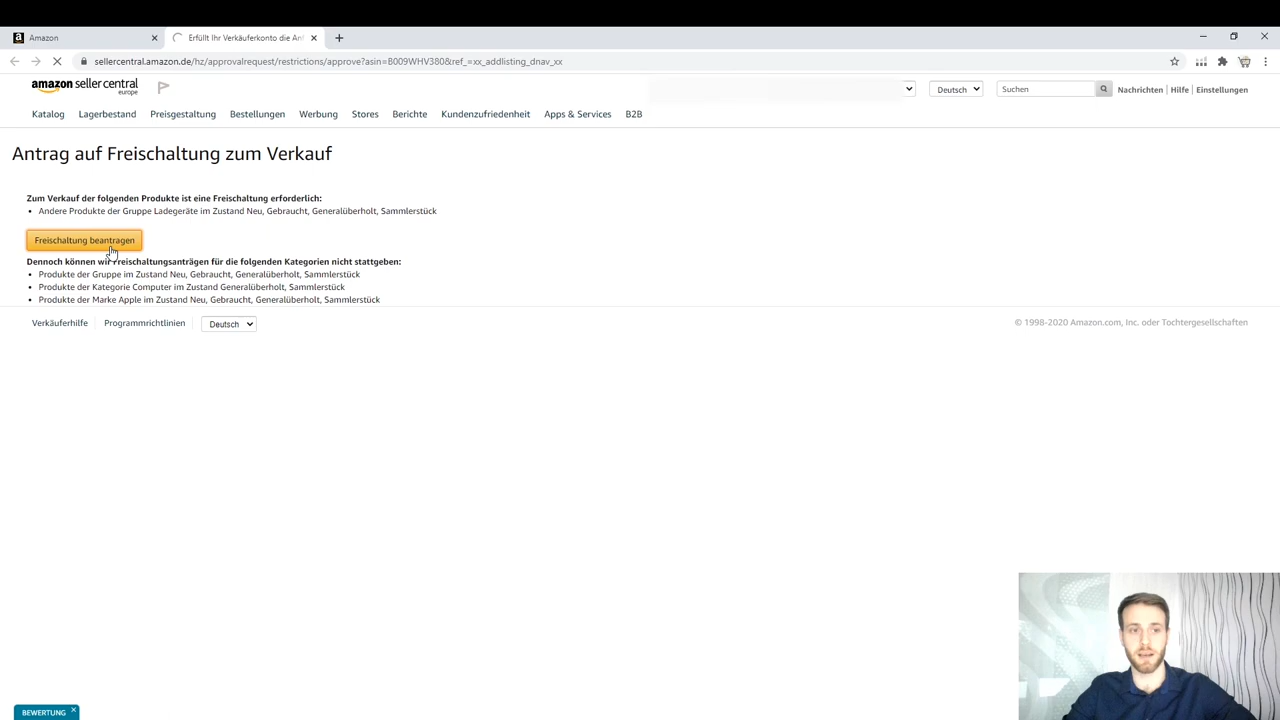 Amazon
Erfüllt Ihr Verkäuferkonto die An
sellercentral.amazon.de/hz/approvalrequest/restrictions/approve?asin=B009WHV380&ref_=xx_addlisting_dnav_xx
amazon seller central
europe
Deutsch
Suchen
Nachrichten | Hilfe | Einstellungen
Katalog Lagerbestand Preisgestaltung Bestellungen Werbung Stores Berichte Kundenzufriedenheit Apps & Services B2B
Antrag auf Freischaltung zum Verkauf
Zum Verkauf der folgenden Produkte ist eine Freischaltung erforderlich:
• Andere Produkte der Gruppe Ladegeräte im Zustand Neu, Gebraucht, Generalüberholt, Sammlerstück
Freischaltung beantragen
Dennoch können wir Freischaltungsanträgen für die folgenden Kategorien nicht stattgeben:
• Produkte der Gruppe im Zustand Neu, Gebraucht, Generalüberholt, Sammlerstück
• Produkte der Kategorie Computer im Zustand Generalüberholt, Sammlerstück
• Produkte der Marke Apple im Zustand Neu, Gebraucht, Generalüberholt, Sammlerstück
Verkäuferhilfe Programmrichtlinien Deutsch
© 1998-2020 Amazon.com, Inc. oder Tochtergesellschaften
BEWERTUNG